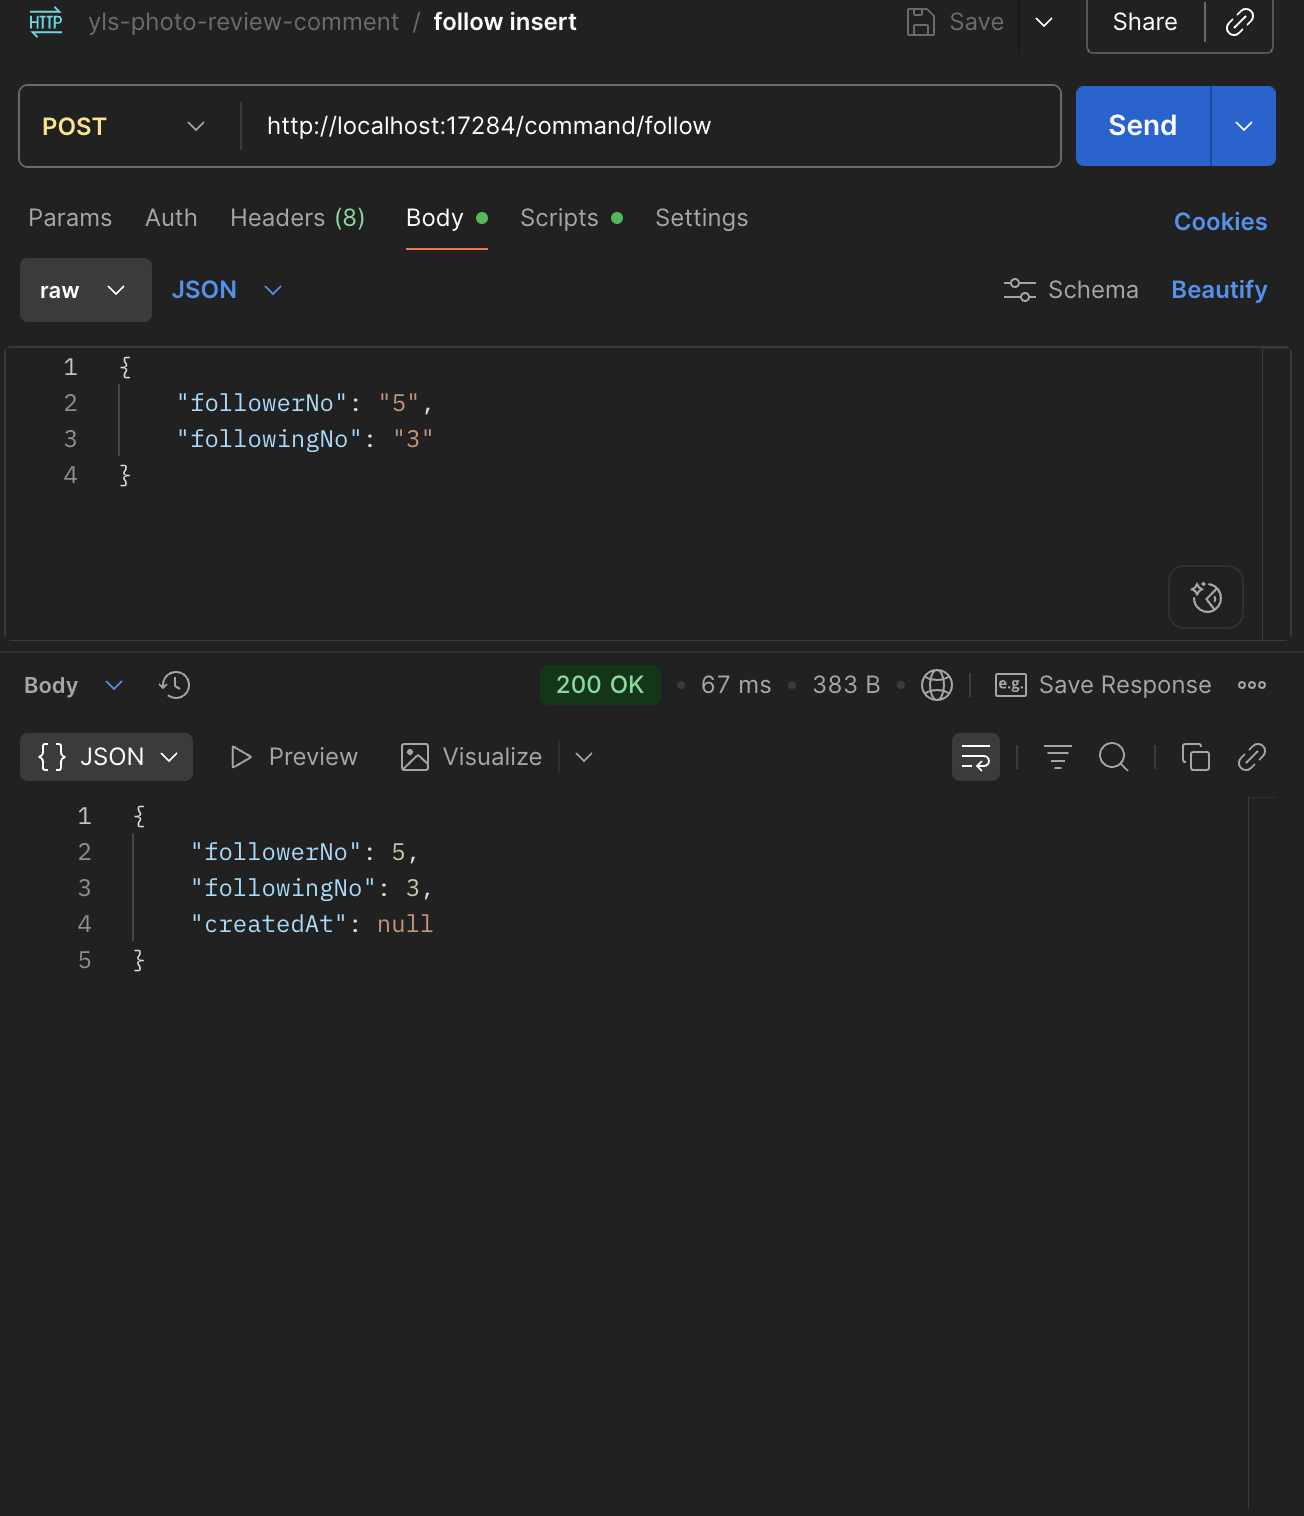 HTTP yls-photo-review-comment / follow insert Save Share
POST http://localhost:17284/command/follow Send
Params Auth Headers (8) Body Scripts Settings Cookies
raw JSON Schema Beautify
1 {
2 "followerNo": "5",
3 "followingNo": "3"
4 }
Body 200 OK • 67 ms • 383 B • e.g. Save Response
{} JSON Preview Visualize
1 {
2 "followerNo": 5,
3 "followingNo": 3,
4 "createdAt": null
5 }